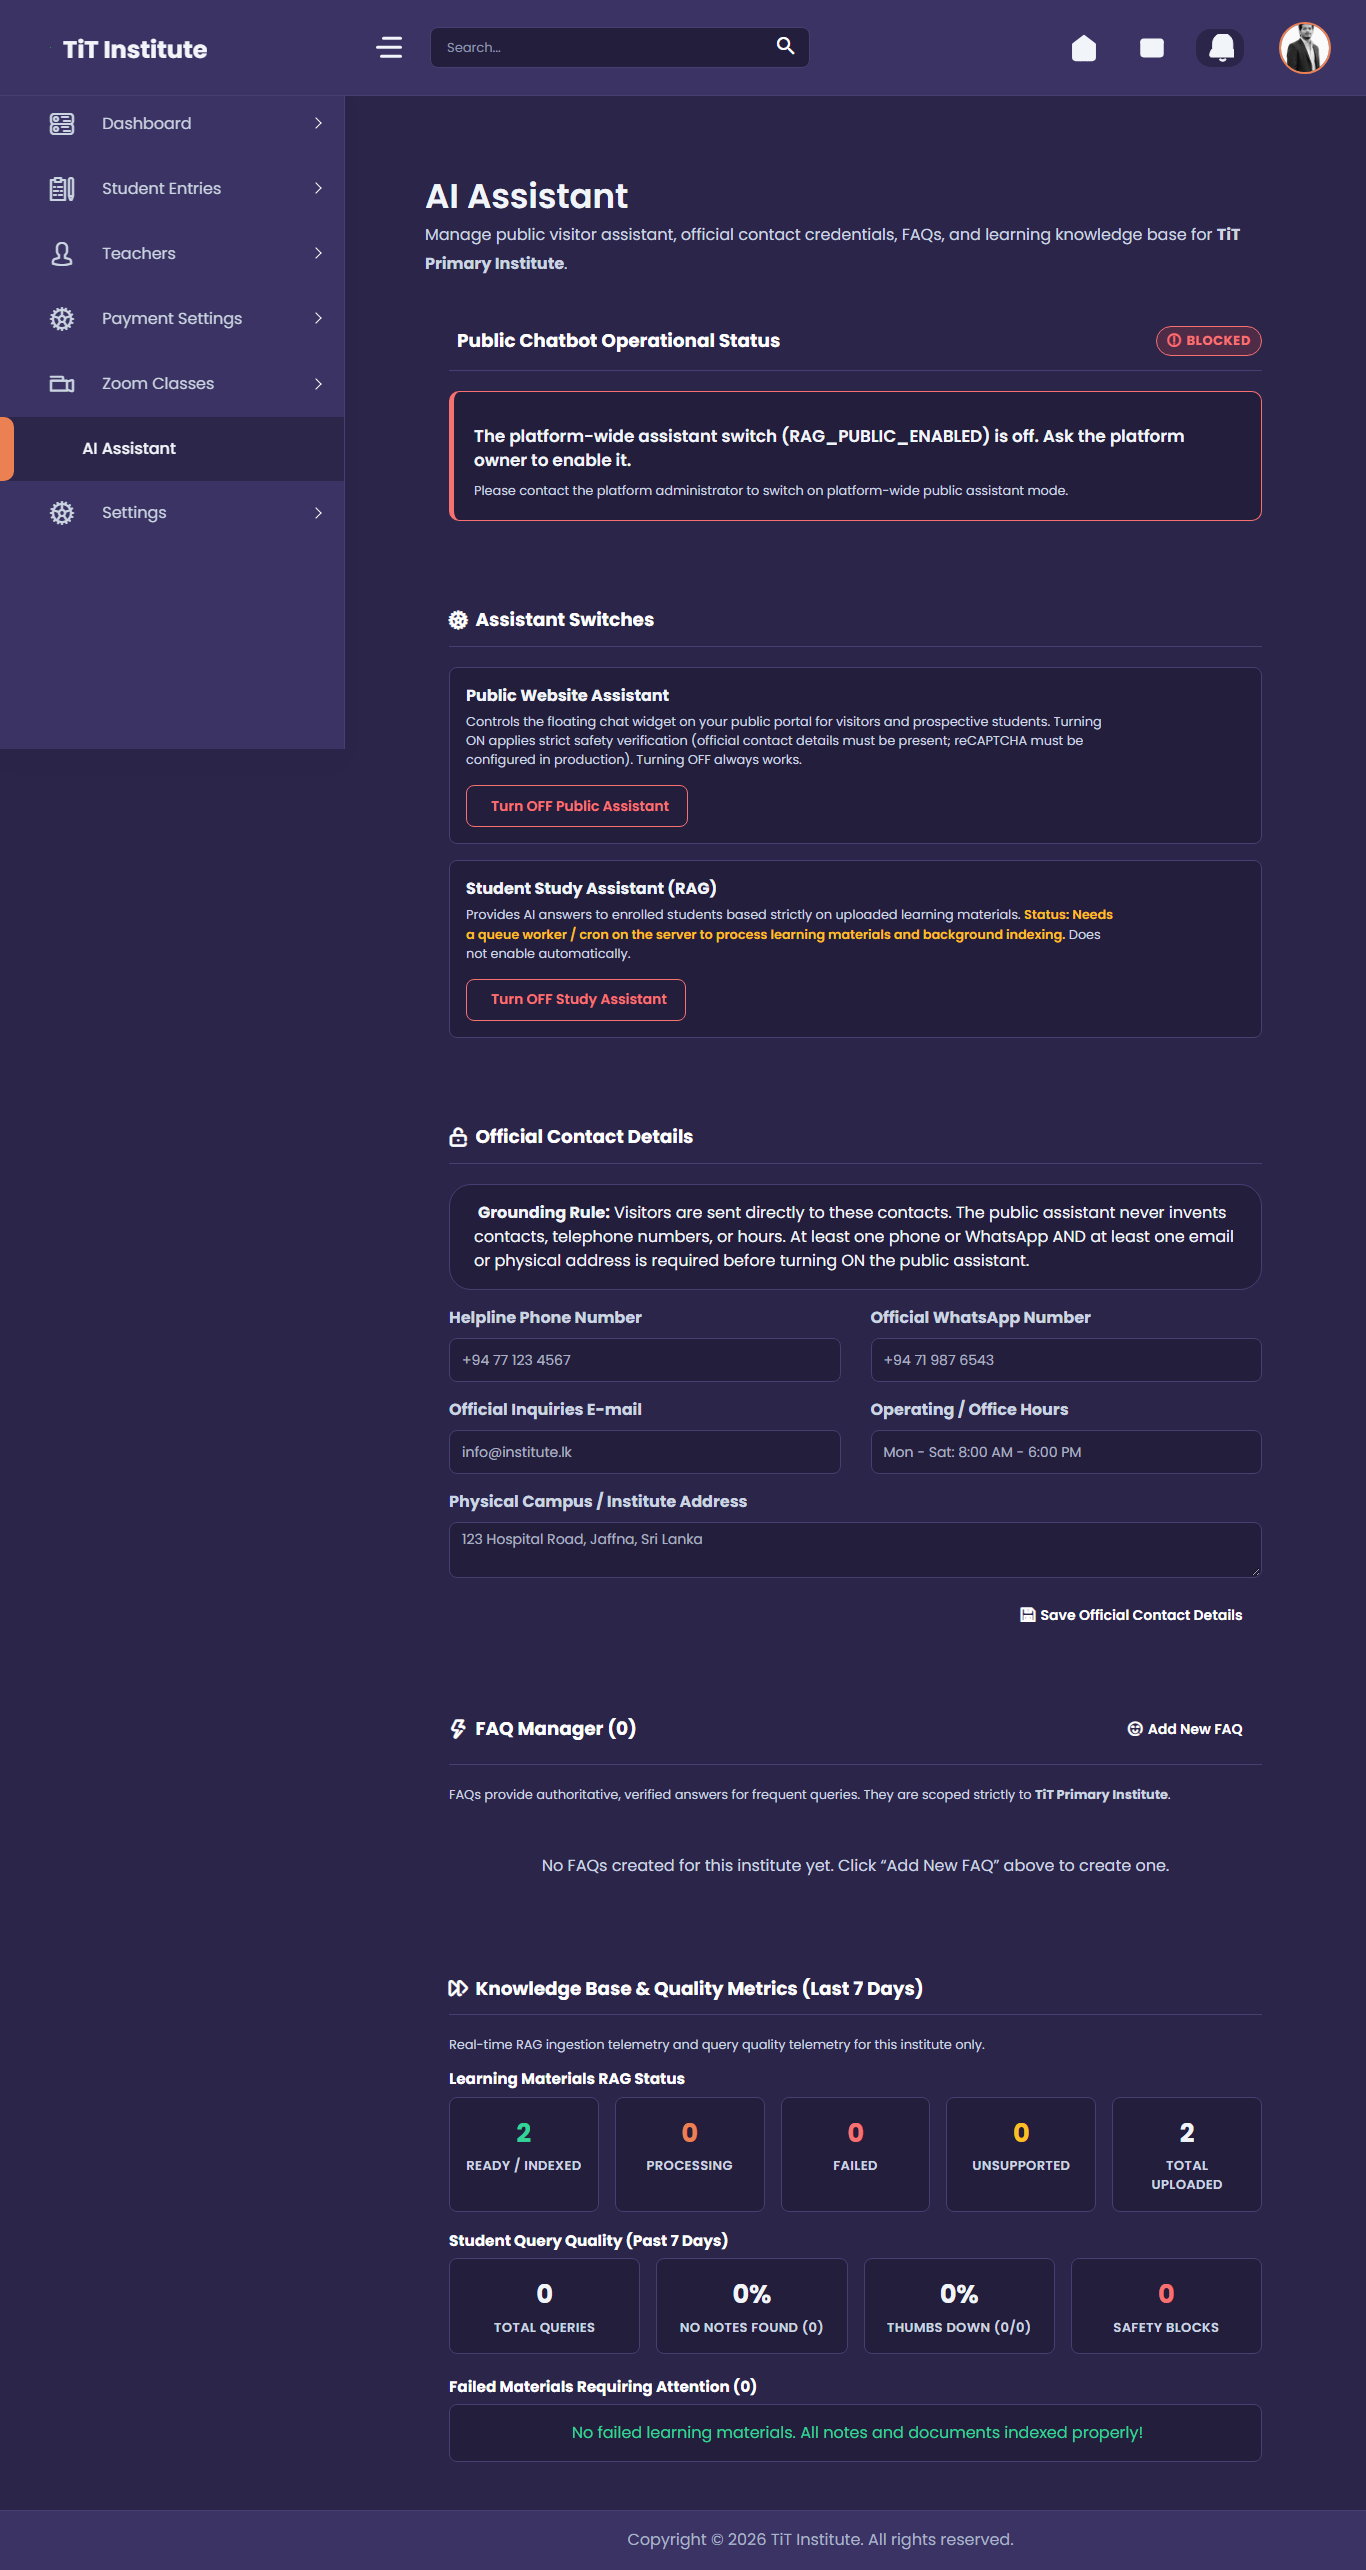 TiT Institute
Search...
Dashboard
Student Entries
Teachers
Payment Settings
Zoom Classes
AI Assistant
Settings
AI Assistant
Manage public visitor assistant, official contact credentials, FAQs, and learning knowledge base for TiT
Primary Institute.
Public Chatbot Operational Status
BLOCKED
The platform-wide assistant switch (RAG_PUBLIC_ENABLED) is off. Ask the platform
owner to enable it.
Please contact the platform administrator to switch on platform-wide public assistant mode.
Assistant Switches
Public Website Assistant
Controls the floating chat widget on your public portal for visitors and prospective students. Turning
ON applies strict safety verification (official contact details must be present; reCAPTCHA must be
configured in production). Turning OFF always works.
Turn OFF Public Assistant
Student Study Assistant (RAG)
Provides AI answers to enrolled students based strictly on uploaded learning materials. Status: Needs
a queue worker / cron on the server to process learning materials and background indexing. Does
not enable automatically.
Turn OFF Study Assistant
Official Contact Details
Grounding Rule: Visitors are sent directly to these contacts. The public assistant never invents
contacts, telephone numbers, or hours. At least one phone or WhatsApp AND at least one email
or physical address is required before turning ON the public assistant.
Helpline Phone Number
Official WhatsApp Number
+94 77 123 4567
+94 71 987 6543
Official Inquiries E-mail
Operating / Office Hours
info@institute.lk
Mon - Sat: 8:00 AM - 6:00 PM
Physical Campus / Institute Address
123 Hospital Road, Jaffna, Sri Lanka
Save Official Contact Details
FAQ Manager (0)
Add New FAQ
FAQs provide authoritative, verified answers for frequent queries. They are scoped strictly to TiT Primary Institute.
No FAQs created for this institute yet. Click “Add New FAQ” above to create one.
Knowledge Base & Quality Metrics (Last 7 Days)
Real-time RAG ingestion telemetry and query quality telemetry for this institute only.
Learning Materials RAG Status
2
READY / INDEXED
0
PROCESSING
0
FAILED
0
UNSUPPORTED
2
TOTAL
UPLOADED
Student Query Quality (Past 7 Days)
0
TOTAL QUERIES
0%
NO NOTES FOUND (0)
0%
THUMBS DOWN (0/0)
0
SAFETY BLOCKS
Failed Materials Requiring Attention (0)
No failed learning materials. All notes and documents indexed properly!
Copyright © 2026 TiT Institute. All rights reserved.